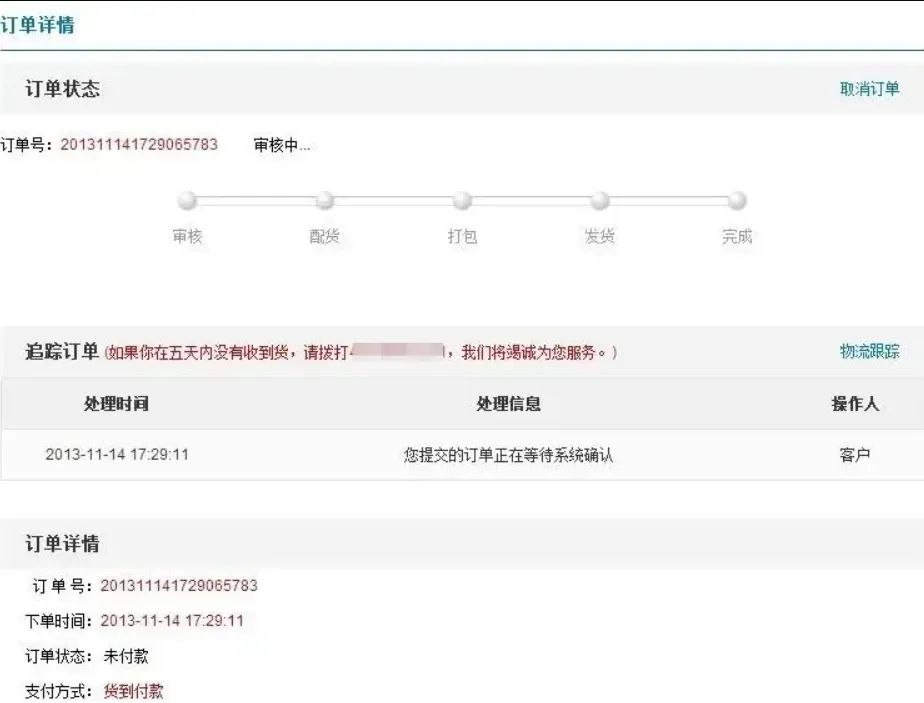 订单详情
订单状态 取消订单
订单号：201311141729065783 审核中...
审核 配货 打包 发货 完成
追踪订单 (如果你在五天内没有收到货，请拨打 ，我们将竭诚为您服务。) 物流跟踪
处理时间 处理信息 操作人
2013-11-14 17:29:11 您提交的订单正在等待系统确认 客户
订单详情
订 单 号：201311141729065783
下单时间：2013-11-14 17:29:11
订单状态：未付款
支付方式：货到付款